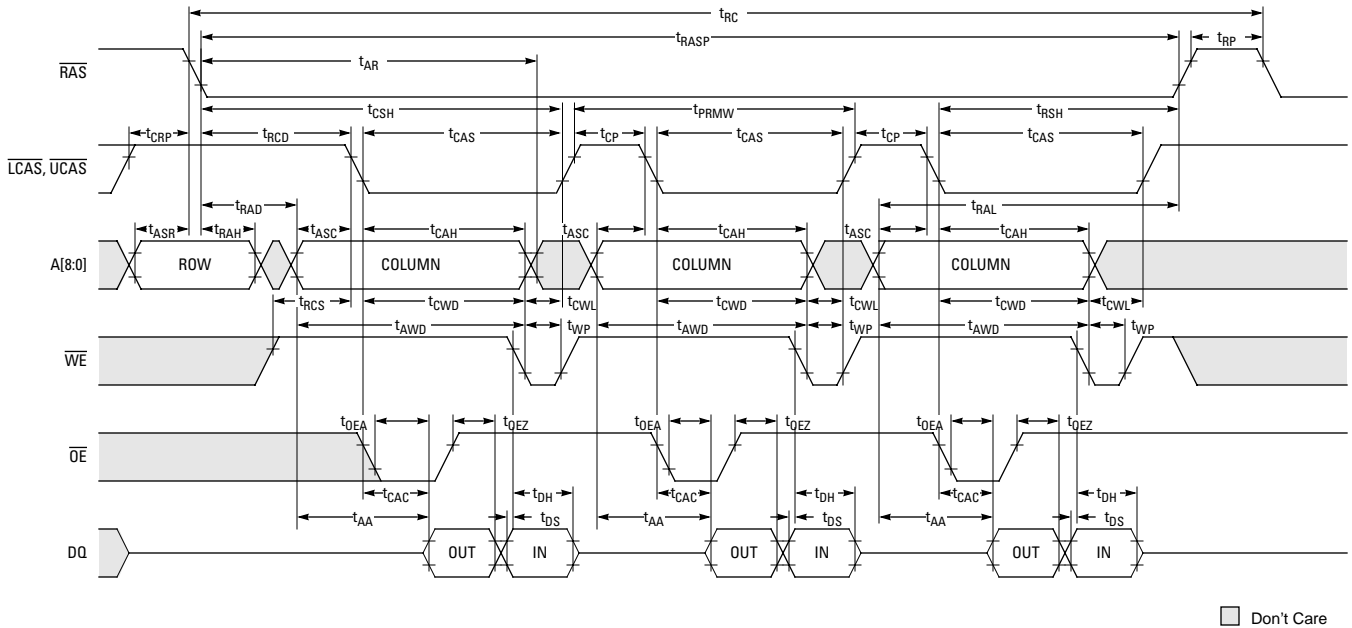 tRC
tRASP
tRP
RAS
tAR
tCSH
tPRMW
tRSH
tCRP
tRCD
tCAS
tCP
tCAS
tCP
tCAS
LCAS, UCAS
tRAD
tRAL
tASR
tRAH
tASC
tCAH
tASC
tCAH
tASC
tCAH
A[8:0]
ROW
COLUMN
COLUMN
COLUMN
tRCS
tCWD
tCWL
tCWD
tCWL
tCWD
tCWL
tAWD
tWP
tAWD
tWP
tAWD
tWP
WE
tOEA
tOEZ
tOEA
tOEZ
tOEA
tOEZ
OE
tCAC
tDH
tCAC
tDH
tCAC
tDH
tAA
tDS
tAA
tDS
tAA
tDS
DQ
OUT
IN
OUT
IN
OUT
IN
Don't Care